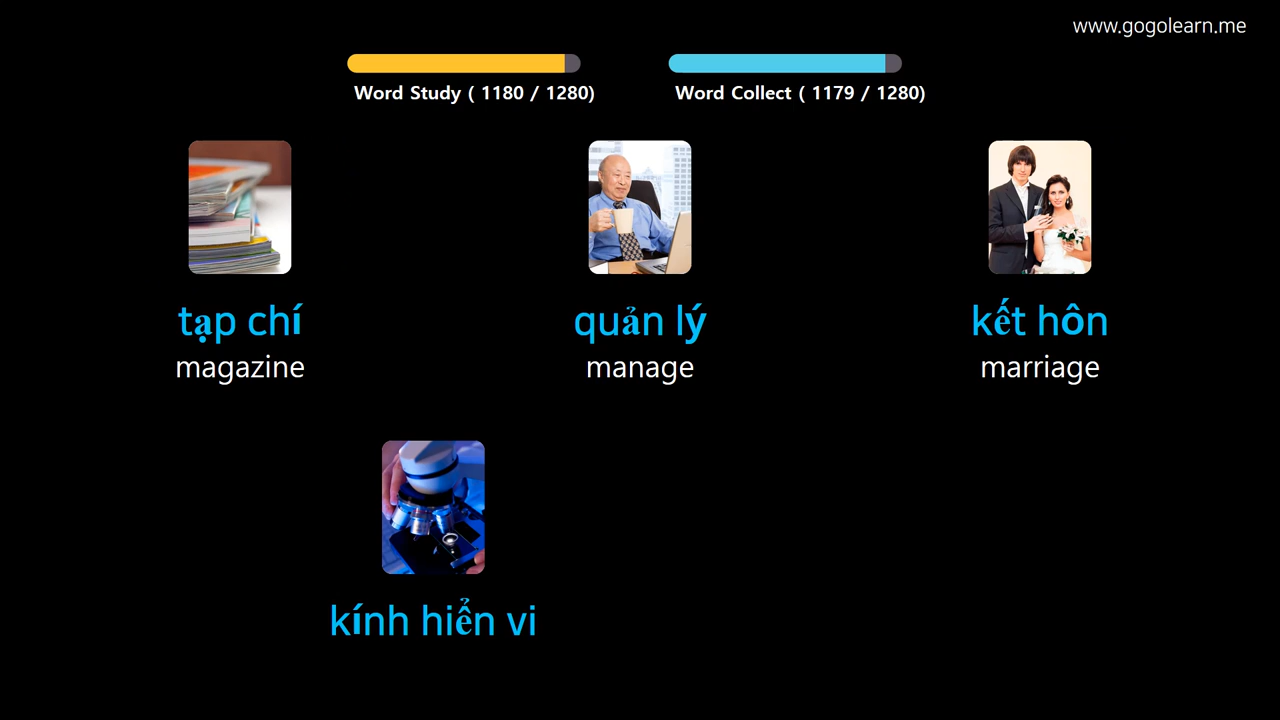 www.gogolearn.me
Word Study ( 1180 / 1280)
Word Collect ( 1179 / 1280)
tạp chí
magazine
quản lý
manage
kết hôn
marriage
kính hiển vi